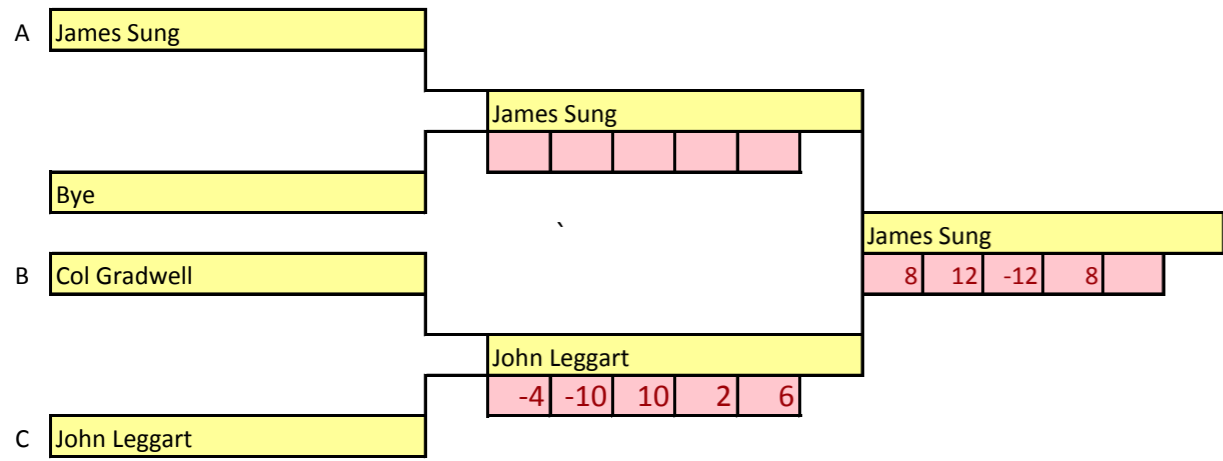 A James Sung
James Sung
Bye
`
James Sung
B Col Gradwell
8 12 -12 8
John Leggart
-4 -10 10 2 6
C John Leggart